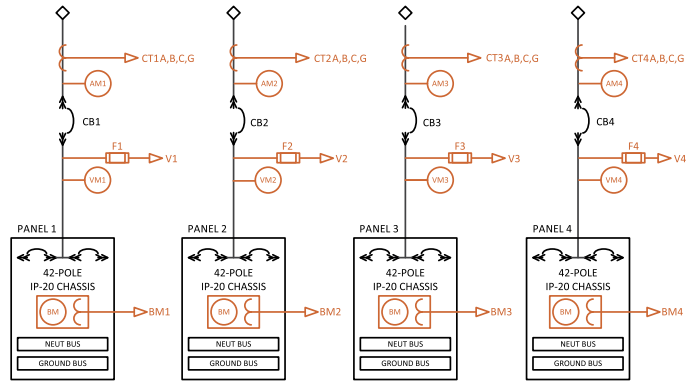 CT1A,B,C,G
CT2A,B,C,G
CT3A,B,C,G
CT4A,B,C,G
AM1
AM2
AM3
AM4
CB1
CB2
CB3
CB4
F1
F2
F3
F4
V1
V2
V3
V4
VM1
VM2
VM3
VM4
PANEL 1
PANEL 2
PANEL 3
PANEL 4
42-POLE
IP-20 CHASSIS
BM
BM1
NEUT BUS
GROUND BUS
42-POLE
IP-20 CHASSIS
BM
BM2
NEUT BUS
GROUND BUS
42-POLE
IP-20 CHASSIS
BM
BM3
NEUT BUS
GROUND BUS
42-POLE
IP-20 CHASSIS
BM
BM4
NEUT BUS
GROUND BUS